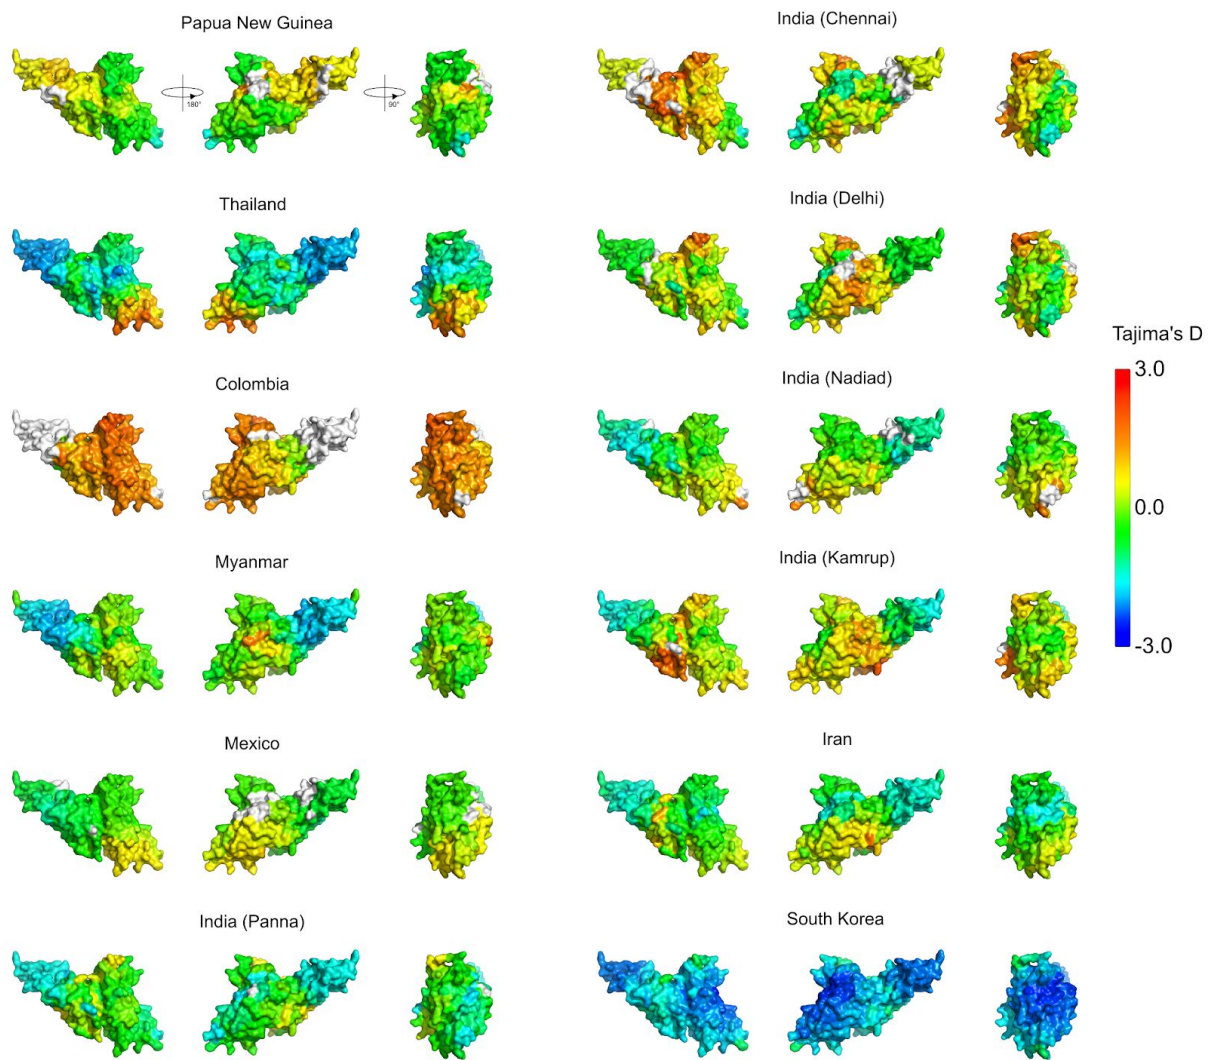 Papua New Guinea
India (Chennai)
180°
90°
Thailand
India (Delhi)
Tajima's D
3.0
0.0
-3.0
Colombia
India (Nadiad)
Myanmar
India (Kamrup)
Mexico
Iran
India (Panna)
South Korea